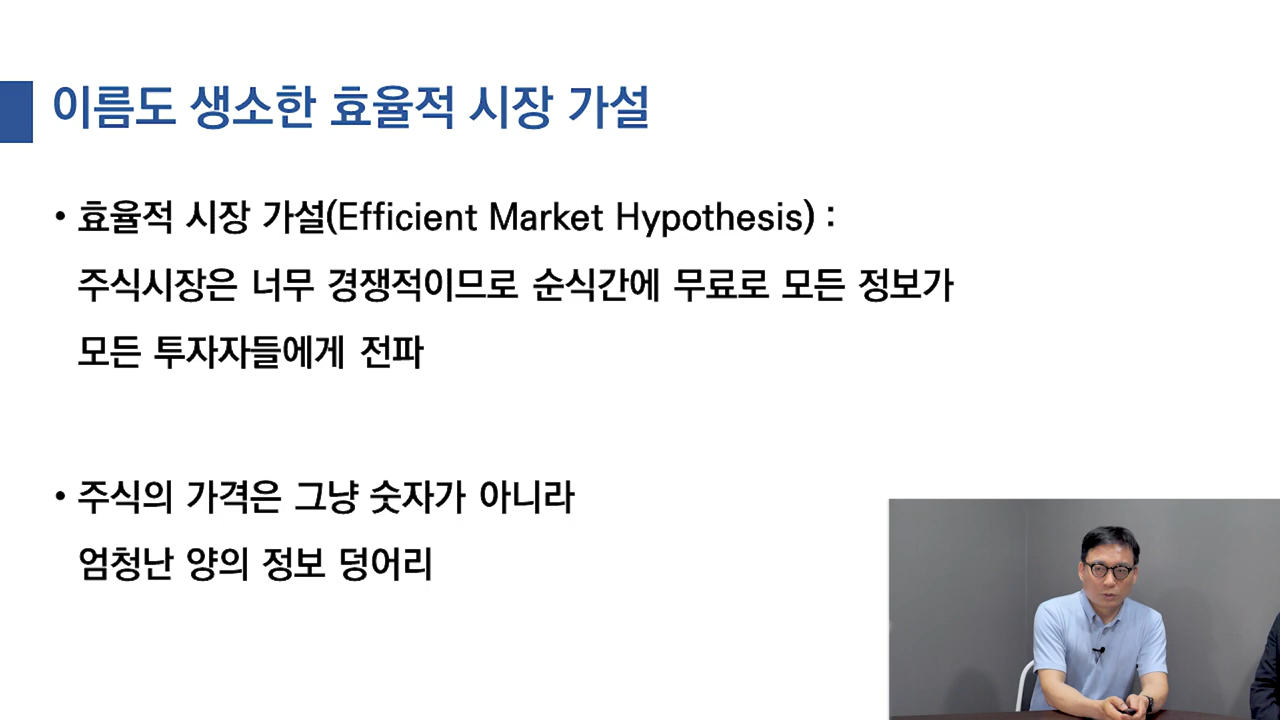 이름도 생소한 효율적 시장 가설
• 효율적 시장 가설(Efficient Market Hypothesis) :
주식시장은 너무 경쟁적이므로 순식간에 무료로 모든 정보가
모든 투자자들에게 전파
• 주식의 가격은 그냥 숫자가 아니라
엄청난 양의 정보 덩어리